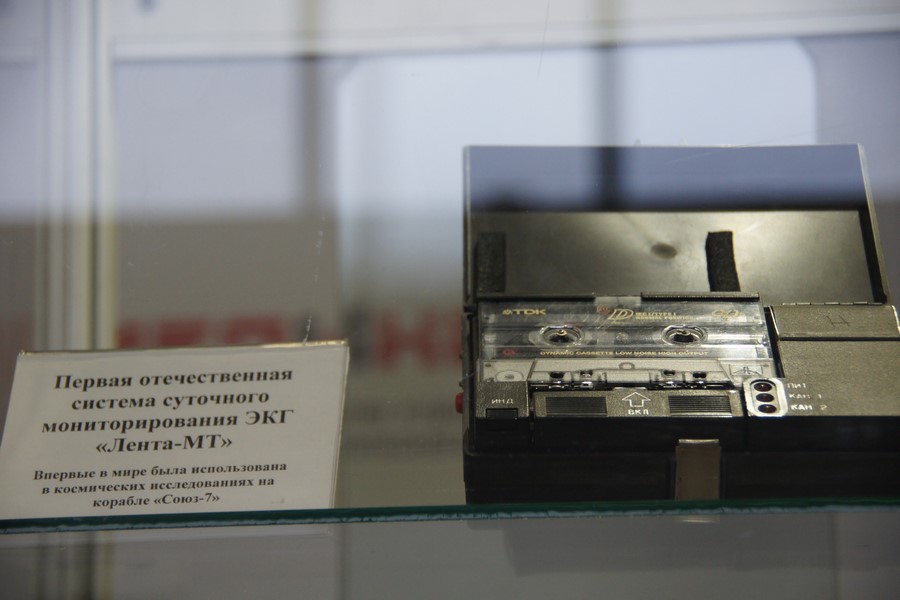 Первая отечественная
система суточного
мониторирования ЭКГ
«Лента-МТ»
Впервые в мире была использована
в космических исследованиях на
корабле «Союз-7»
TDK
D
DYNAMIC CASSETTE LOW NOISE HIGH OUTPUT
ИНД
ВКЛ
ПИТ
КАН 1
КАН 2